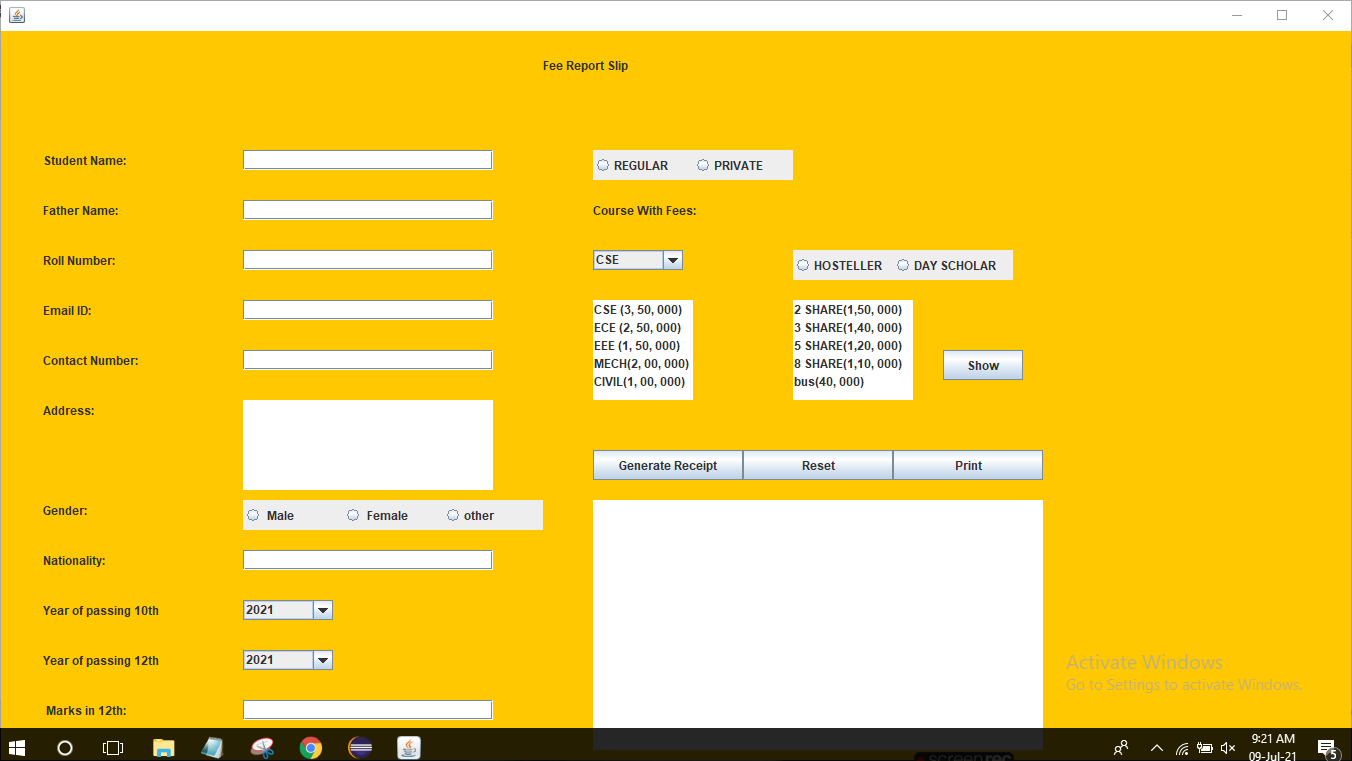 Fee Report Slip
Student Name:
Father Name:
Roll Number:
Email ID:
Contact Number:
Address:
Gender:
Male Female other
Nationality:
Year of passing 10th
2021
Year of passing 12th
2021
Marks in 12th:
REGULAR PRIVATE
Course With Fees:
CSE
HOSTELLER DAY SCHOLAR
CSE (3, 50, 000)
ECE (2, 50, 000)
EEE (1, 50, 000)
MECH(2, 00, 000)
CIVIL(1, 00, 000)
2 SHARE(1,50, 000)
3 SHARE(1,40, 000)
5 SHARE(1,20, 000)
8 SHARE(1,10, 000)
bus(40, 000)
Show
Generate Receipt Reset Print
Activate Windows
Go to Settings to activate Windows.
9:21 AM
09-Jul-21
5